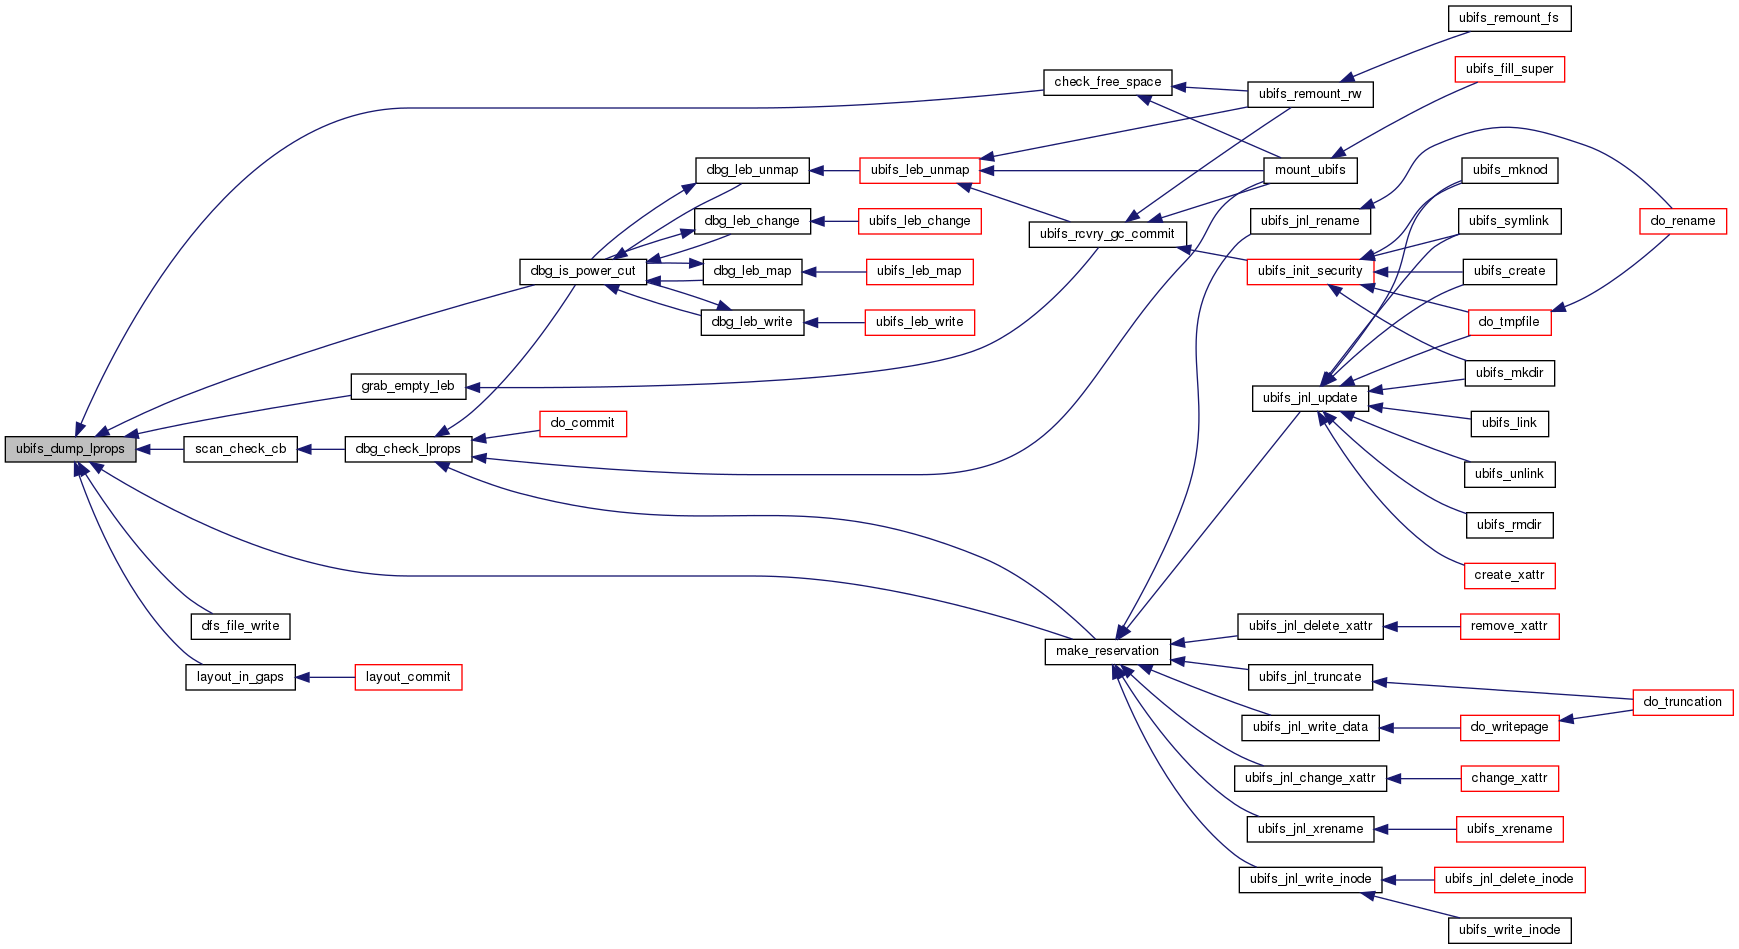 ubifs_remount_fs
ubifs_fill_super
check_free_space
ubifs_remount_rw
dbg_leb_unmap
ubifs_leb_unmap
mount_ubifs
ubifs_mknod
dbg_leb_change
ubifs_leb_change
ubifs_jnl_rename
ubifs_symlink
do_rename
ubifs_rcvry_gc_commit
dbg_is_power_cut
dbg_leb_map
ubifs_leb_map
ubifs_init_security
ubifs_create
dbg_leb_write
ubifs_leb_write
do_tmpfile
grab_empty_leb
ubifs_mkdir
ubifs_jnl_update
do_commit
ubifs_link
ubifs_dump_lprops
scan_check_cb
dbg_check_lprops
ubifs_unlink
ubifs_rmdir
create_xattr
dfs_file_write
ubifs_jnl_delete_xattr
remove_xattr
make_reservation
layout_in_gaps
layout_commit
ubifs_jnl_truncate
do_truncation
ubifs_jnl_write_data
do_writepage
ubifs_jnl_change_xattr
change_xattr
ubifs_jnl_xrename
ubifs_xrename
ubifs_jnl_write_inode
ubifs_jnl_delete_inode
ubifs_write_inode